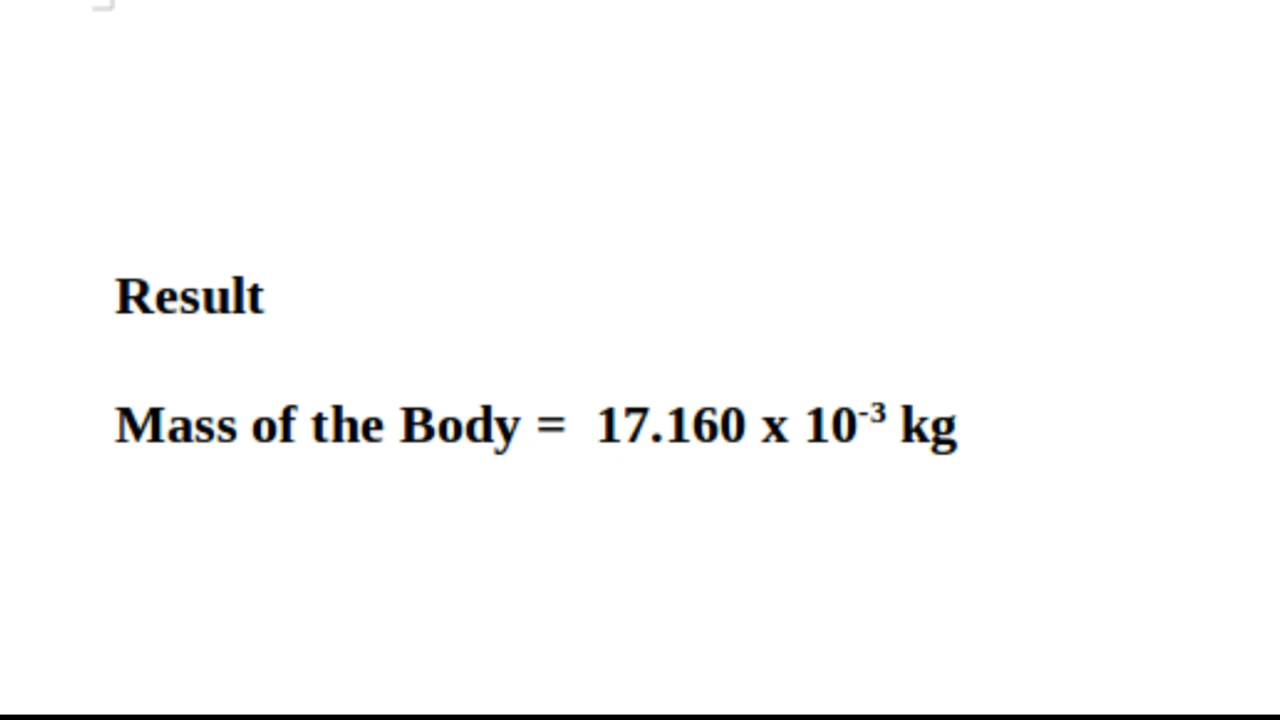 Result
Mass of the Body = 17.160 x 10⁻³ kg